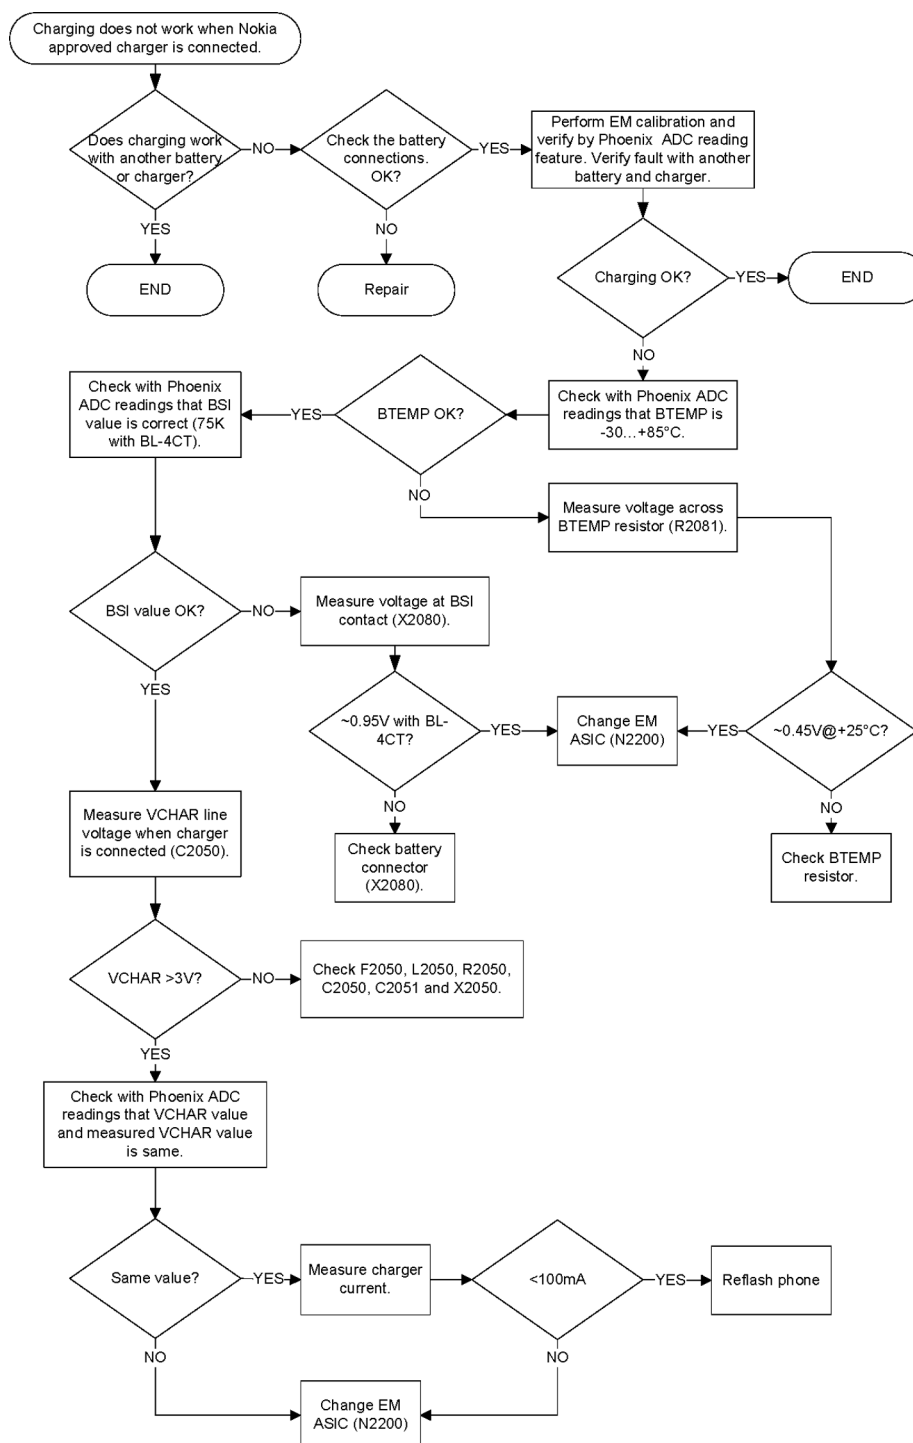 Charging does not work when Nokia
approved charger is connected.
Does charging work
with another battery
or charger?
NO
Check the battery
connections.
OK?
YES
Perform EM calibration and
verify by Phoenix ADC reading
feature. Verify fault with another
battery and charger.
YES
NO
END
Repair
Charging OK?
YES
END
NO
Check with Phoenix
ADC readings that BSI
value is correct (75K
with BL-4CT).
YES
BTEMP OK?
Check with Phoenix ADC
readings that BTEMP is
-30...+85°C.
NO
Measure voltage across
BTEMP resistor (R2081).
BSI value OK?
NO
Measure voltage at BSI
contact (X2080).
YES
~0.95V with BL-
4CT?
YES
Change EM
ASIC (N2200)
YES
~0.45V@+25°C?
NO
NO
Measure VCHAR line
voltage when charger
is connected (C2050).
Check battery
connector
(X2080).
Check BTEMP
resistor.
VCHAR >3V?
NO
Check F2050, L2050, R2050,
C2050, C2051 and X2050.
YES
Check with Phoenix ADC
readings that VCHAR value
and measured VCHAR value
is same.
Same value?
YES
Measure charger
current.
<100mA
YES
Reflash phone
NO
NO
Change EM
ASIC (N2200)